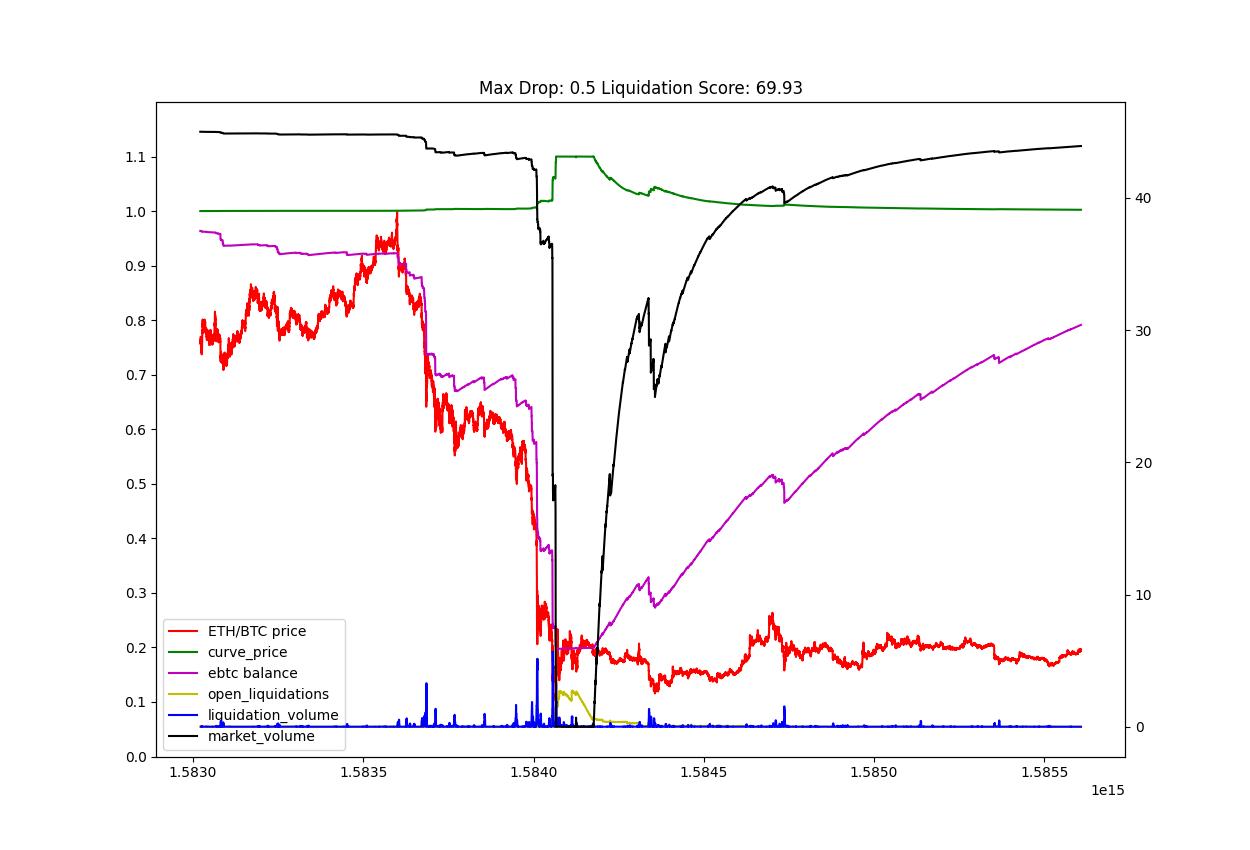 Max Drop: 0.5 Liquidation Score: 69.93
1.1
1.0
0.9
0.8
0.7
0.6
0.5
0.4
0.3
0.2
0.1
0.0
40
30
20
10
0
ETH/BTC price
curve_price
ebtc balance
open_liquidations
liquidation_volume
market_volume
1.5830 1.5835 1.5840 1.5845 1.5850 1.5855
1e15